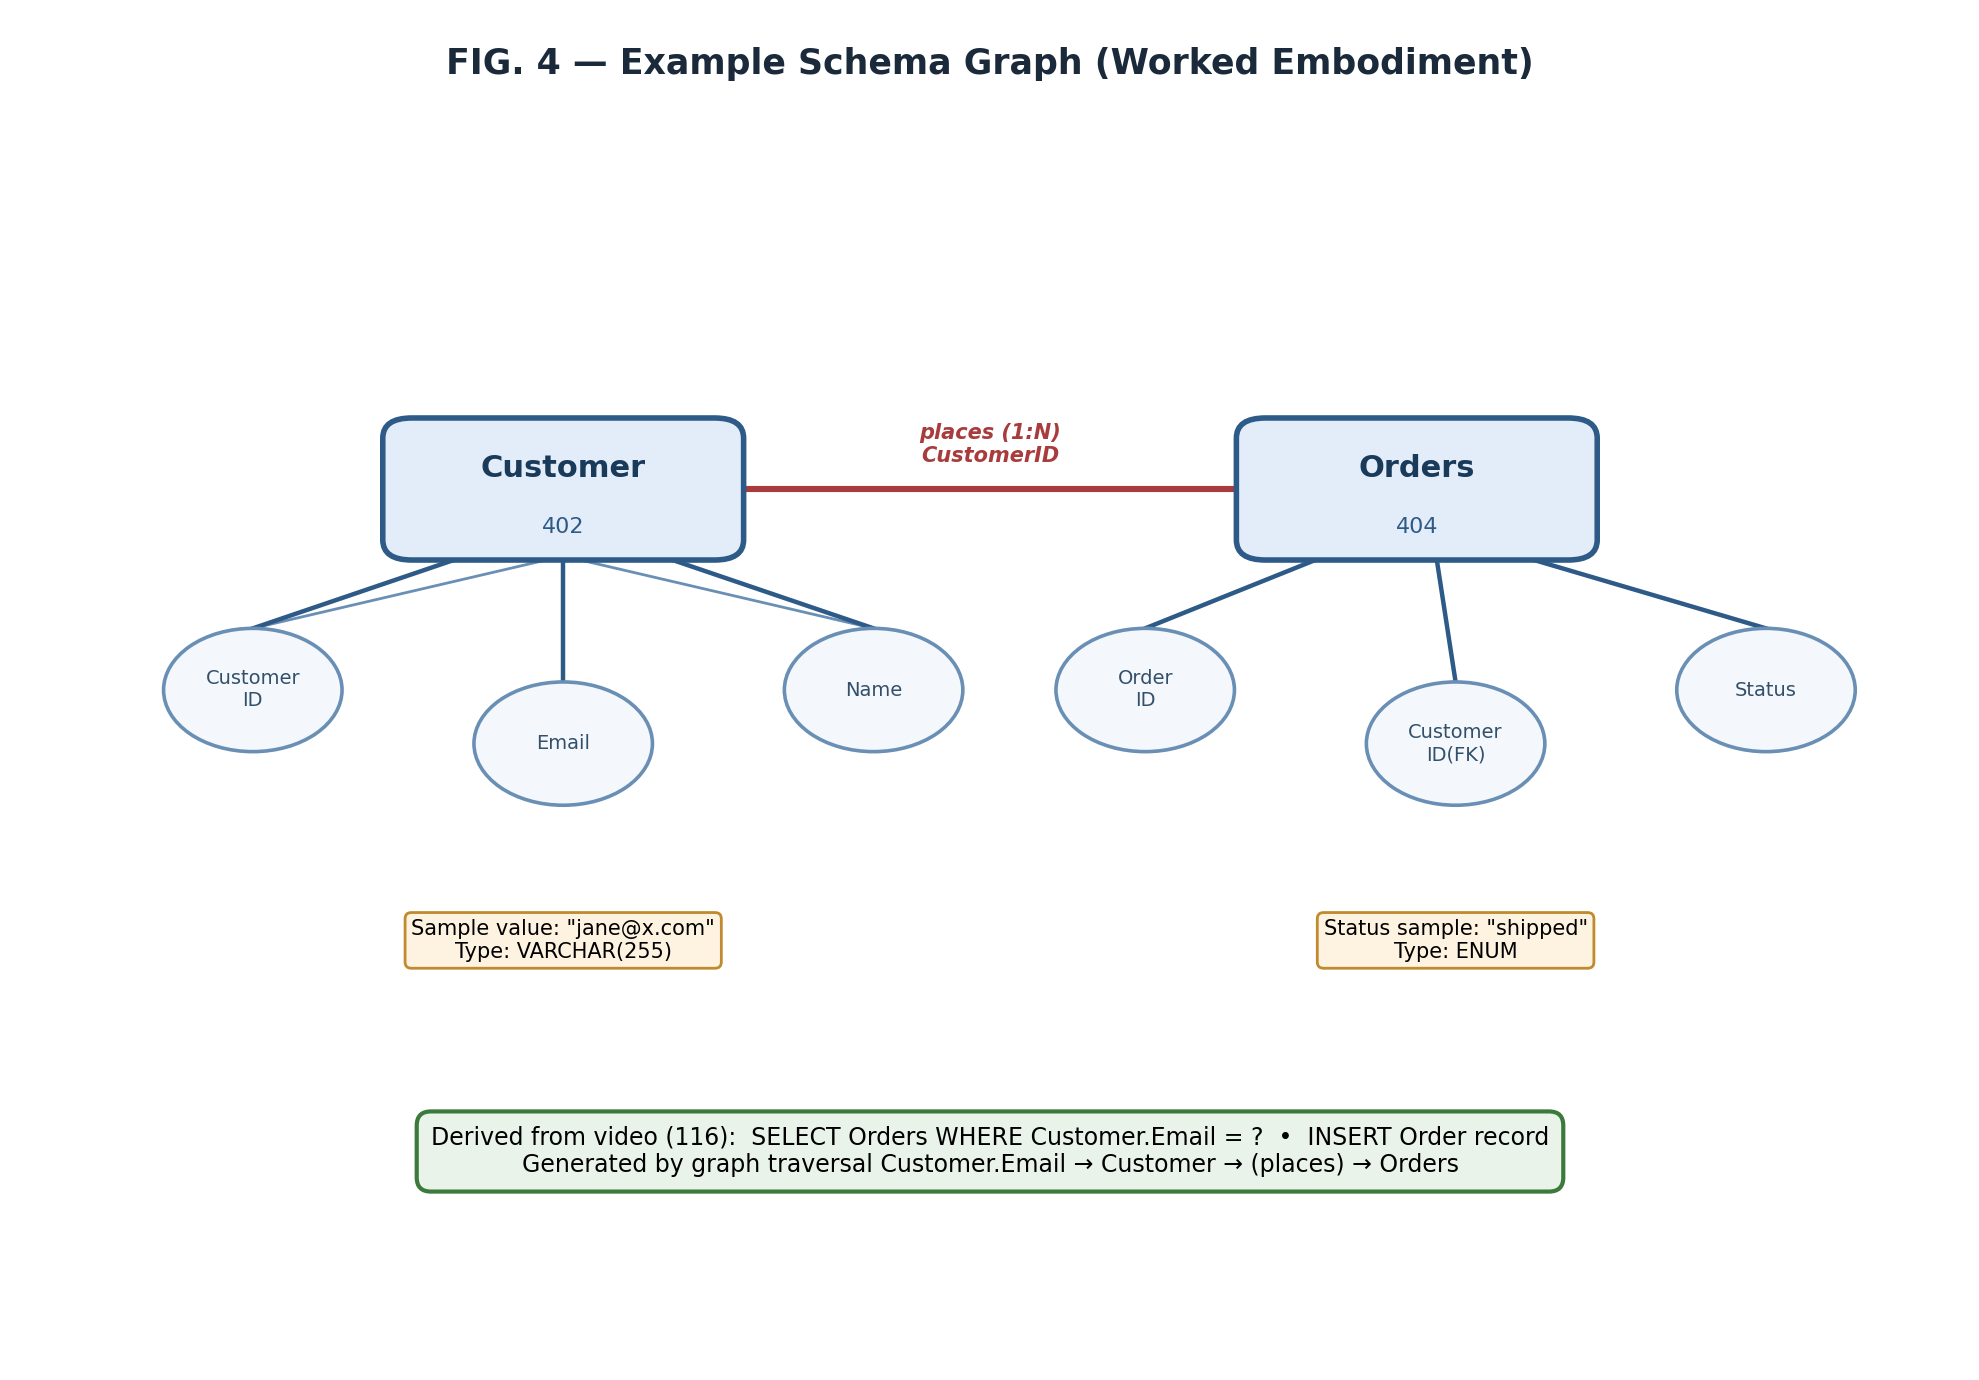 FIG. 4 — Example Schema Graph (Worked Embodiment)
places (1:N)
CustomerID
Customer
402
Orders
404
Customer
ID
Email
Name
Order
ID
Customer
ID(FK)
Status
Sample value: "jane@x.com"
Type: VARCHAR(255)
Status sample: "shipped"
Type: ENUM
Derived from video (116):  SELECT Orders WHERE Customer.Email = ?  •  INSERT Order record
Generated by graph traversal Customer.Email → Customer → (places) → Orders